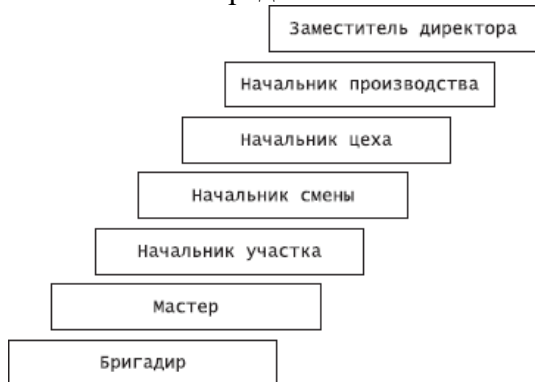 Заместитель директора
Начальник производства
Начальник цеха
Начальник смены
Начальник участка
Мастер
Бригадир